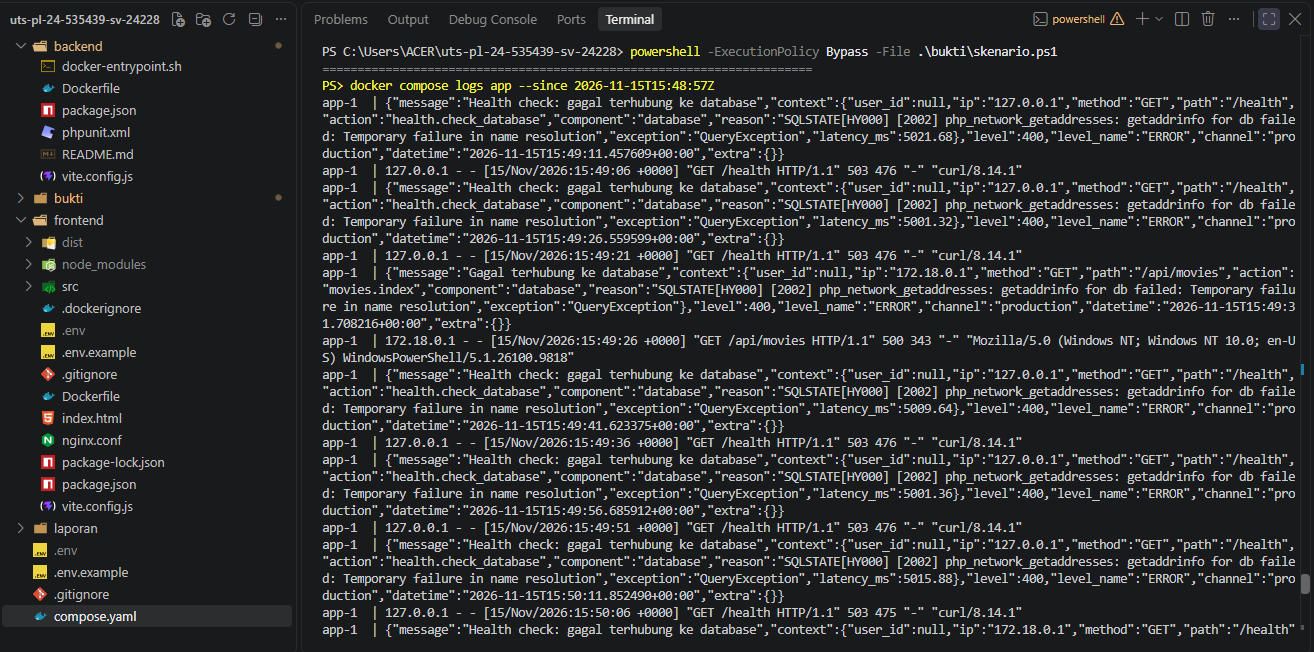 uts-pl-24-535439-sv-24228
backend
docker-entrypoint.sh
Dockerfile
package.json
phpunit.xml
README.md
vite.config.js
bukti
frontend
dist
node_modules
src
.dockerignore
.env
.env.example
.gitignore
Dockerfile
index.html
nginx.conf
package-lock.json
package.json
vite.config.js
laporan
.env
.env.example
.gitignore
compose.yaml
Problems Output Debug Console Ports Terminal
powershell
PS C:\Users\ACER\uts-pl-24-535439-sv-24228> powershell -ExecutionPolicy Bypass -File .\bukti\skenario.ps1
======================================================================
PS> docker compose logs app --since 2026-11-15T15:48:57Z
app-1 | {"message":"Health check: gagal terhubung ke database","context":{"user_id":null,"ip":"127.0.0.1","method":"GET","path":"/health",
"action":"health.check_database","component":"database","reason":"SQLSTATE[HY000] [2002] php_network_getaddresses: getaddrinfo for db faile
d: Temporary failure in name resolution","exception":"QueryException","latency_ms":5021.68},"level":400,"level_name":"ERROR","channel":"pro
duction","datetime":"2026-11-15T15:49:11.457609+00:00","extra":{}}
app-1 | 127.0.0.1 - - [15/Nov/2026:15:49:06 +0000] "GET /health HTTP/1.1" 503 476 "-" "curl/8.14.1"
app-1 | {"message":"Health check: gagal terhubung ke database","context":{"user_id":null,"ip":"127.0.0.1","method":"GET","path":"/health",
"action":"health.check_database","component":"database","reason":"SQLSTATE[HY000] [2002] php_network_getaddresses: getaddrinfo for db faile
d: Temporary failure in name resolution","exception":"QueryException","latency_ms":5001.32},"level":400,"level_name":"ERROR","channel":"pro
duction","datetime":"2026-11-15T15:49:26.559599+00:00","extra":{}}
app-1 | 127.0.0.1 - - [15/Nov/2026:15:49:21 +0000] "GET /health HTTP/1.1" 503 476 "-" "curl/8.14.1"
app-1 | {"message":"Gagal terhubung ke database","context":{"user_id":null,"ip":"172.18.0.1","method":"GET","path":"/api/movies","action":
"movies.index","component":"database","reason":"SQLSTATE[HY000] [2002] php_network_getaddresses: getaddrinfo for db failed: Temporary failu
re in name resolution","exception":"QueryException"},"level":400,"level_name":"ERROR","channel":"production","datetime":"2026-11-15T15:49:3
1.708216+00:00","extra":{}}
app-1 | 172.18.0.1 - - [15/Nov/2026:15:49:26 +0000] "GET /api/movies HTTP/1.1" 500 343 "-" "Mozilla/5.0 (Windows NT; Windows NT 10.0; en-U
S) WindowsPowerShell/5.1.26100.9818"
app-1 | {"message":"Health check: gagal terhubung ke database","context":{"user_id":null,"ip":"127.0.0.1","method":"GET","path":"/health",
"action":"health.check_database","component":"database","reason":"SQLSTATE[HY000] [2002] php_network_getaddresses: getaddrinfo for db faile
d: Temporary failure in name resolution","exception":"QueryException","latency_ms":5009.64},"level":400,"level_name":"ERROR","channel":"pro
duction","datetime":"2026-11-15T15:49:41.623375+00:00","extra":{}}
app-1 | 127.0.0.1 - - [15/Nov/2026:15:49:36 +0000] "GET /health HTTP/1.1" 503 476 "-" "curl/8.14.1"
app-1 | {"message":"Health check: gagal terhubung ke database","context":{"user_id":null,"ip":"127.0.0.1","method":"GET","path":"/health",
"action":"health.check_database","component":"database","reason":"SQLSTATE[HY000] [2002] php_network_getaddresses: getaddrinfo for db faile
d: Temporary failure in name resolution","exception":"QueryException","latency_ms":5001.36},"level":400,"level_name":"ERROR","channel":"pro
duction","datetime":"2026-11-15T15:49:56.685912+00:00","extra":{}}
app-1 | 127.0.0.1 - - [15/Nov/2026:15:49:51 +0000] "GET /health HTTP/1.1" 503 476 "-" "curl/8.14.1"
app-1 | {"message":"Health check: gagal terhubung ke database","context":{"user_id":null,"ip":"127.0.0.1","method":"GET","path":"/health",
"action":"health.check_database","component":"database","reason":"SQLSTATE[HY000] [2002] php_network_getaddresses: getaddrinfo for db faile
d: Temporary failure in name resolution","exception":"QueryException","latency_ms":5015.88},"level":400,"level_name":"ERROR","channel":"pro
duction","datetime":"2026-11-15T15:50:11.852490+00:00","extra":{}}
app-1 | 127.0.0.1 - - [15/Nov/2026:15:50:06 +0000] "GET /health HTTP/1.1" 503 475 "-" "curl/8.14.1"
app-1 | {"message":"Health check: gagal terhubung ke database","context":{"user_id":null,"ip":"172.18.0.1","method":"GET","path":"/health"